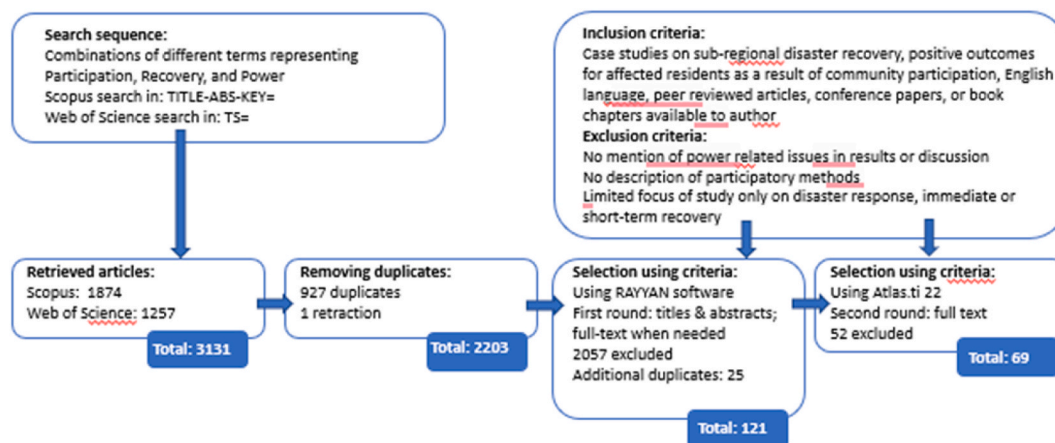 Search sequence:
Combinations of different terms representing
Participation, Recovery, and Power
Scopus search in: TITLE-ABS-KEY=
Web of Science search in: TS=
Inclusion criteria:
Case studies on sub-regional disaster recovery, positive outcomes
for affected residents as a result of community participation, English
language, peer reviewed articles, conference papers, or book
chapters available to author
Exclusion criteria:
No mention of power related issues in results or discussion
No description of participatory methods
Limited focus of study only on disaster response, immediate or
short-term recovery
Retrieved articles:
Scopus: 1874
Web of Science: 1257
Total: 3131
Removing duplicates:
927 duplicates
1 retraction
Total: 2203
Selection using criteria:
Using RAYYAN software
First round: titles & abstracts;
full-text when needed
2057 excluded
Additional duplicates: 25
Total: 121
Selection using criteria:
Using Atlas.ti 22
Second round: full text
52 excluded
Total: 69